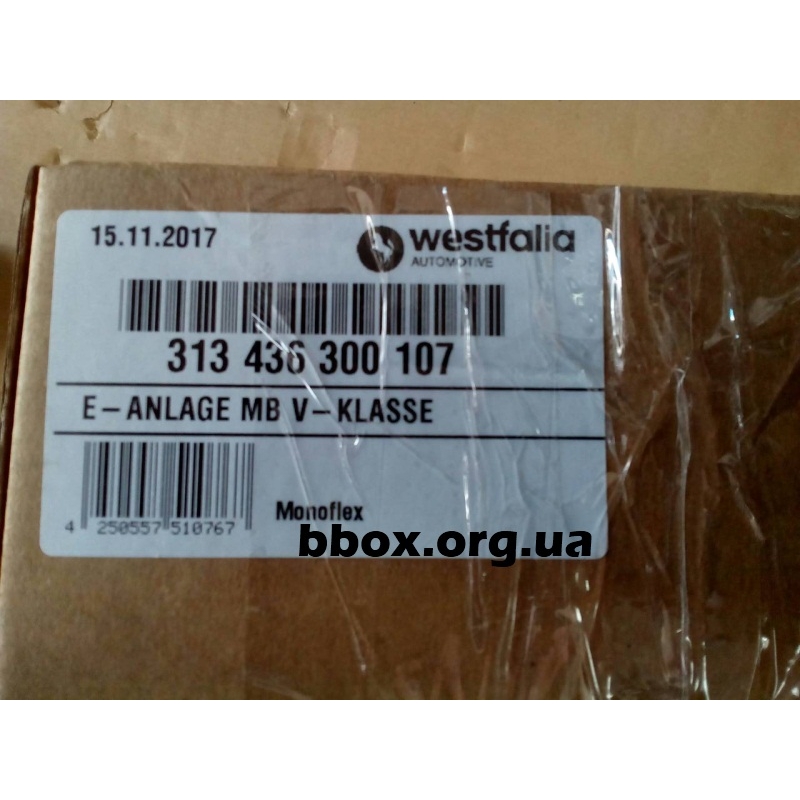 15.11.2017
westfalia
AUTOMOTIVE
313 436 300 107
E-ANLAGE MB V-KLASSE
4 250557 510767
Monoflex
bbox.org.ua